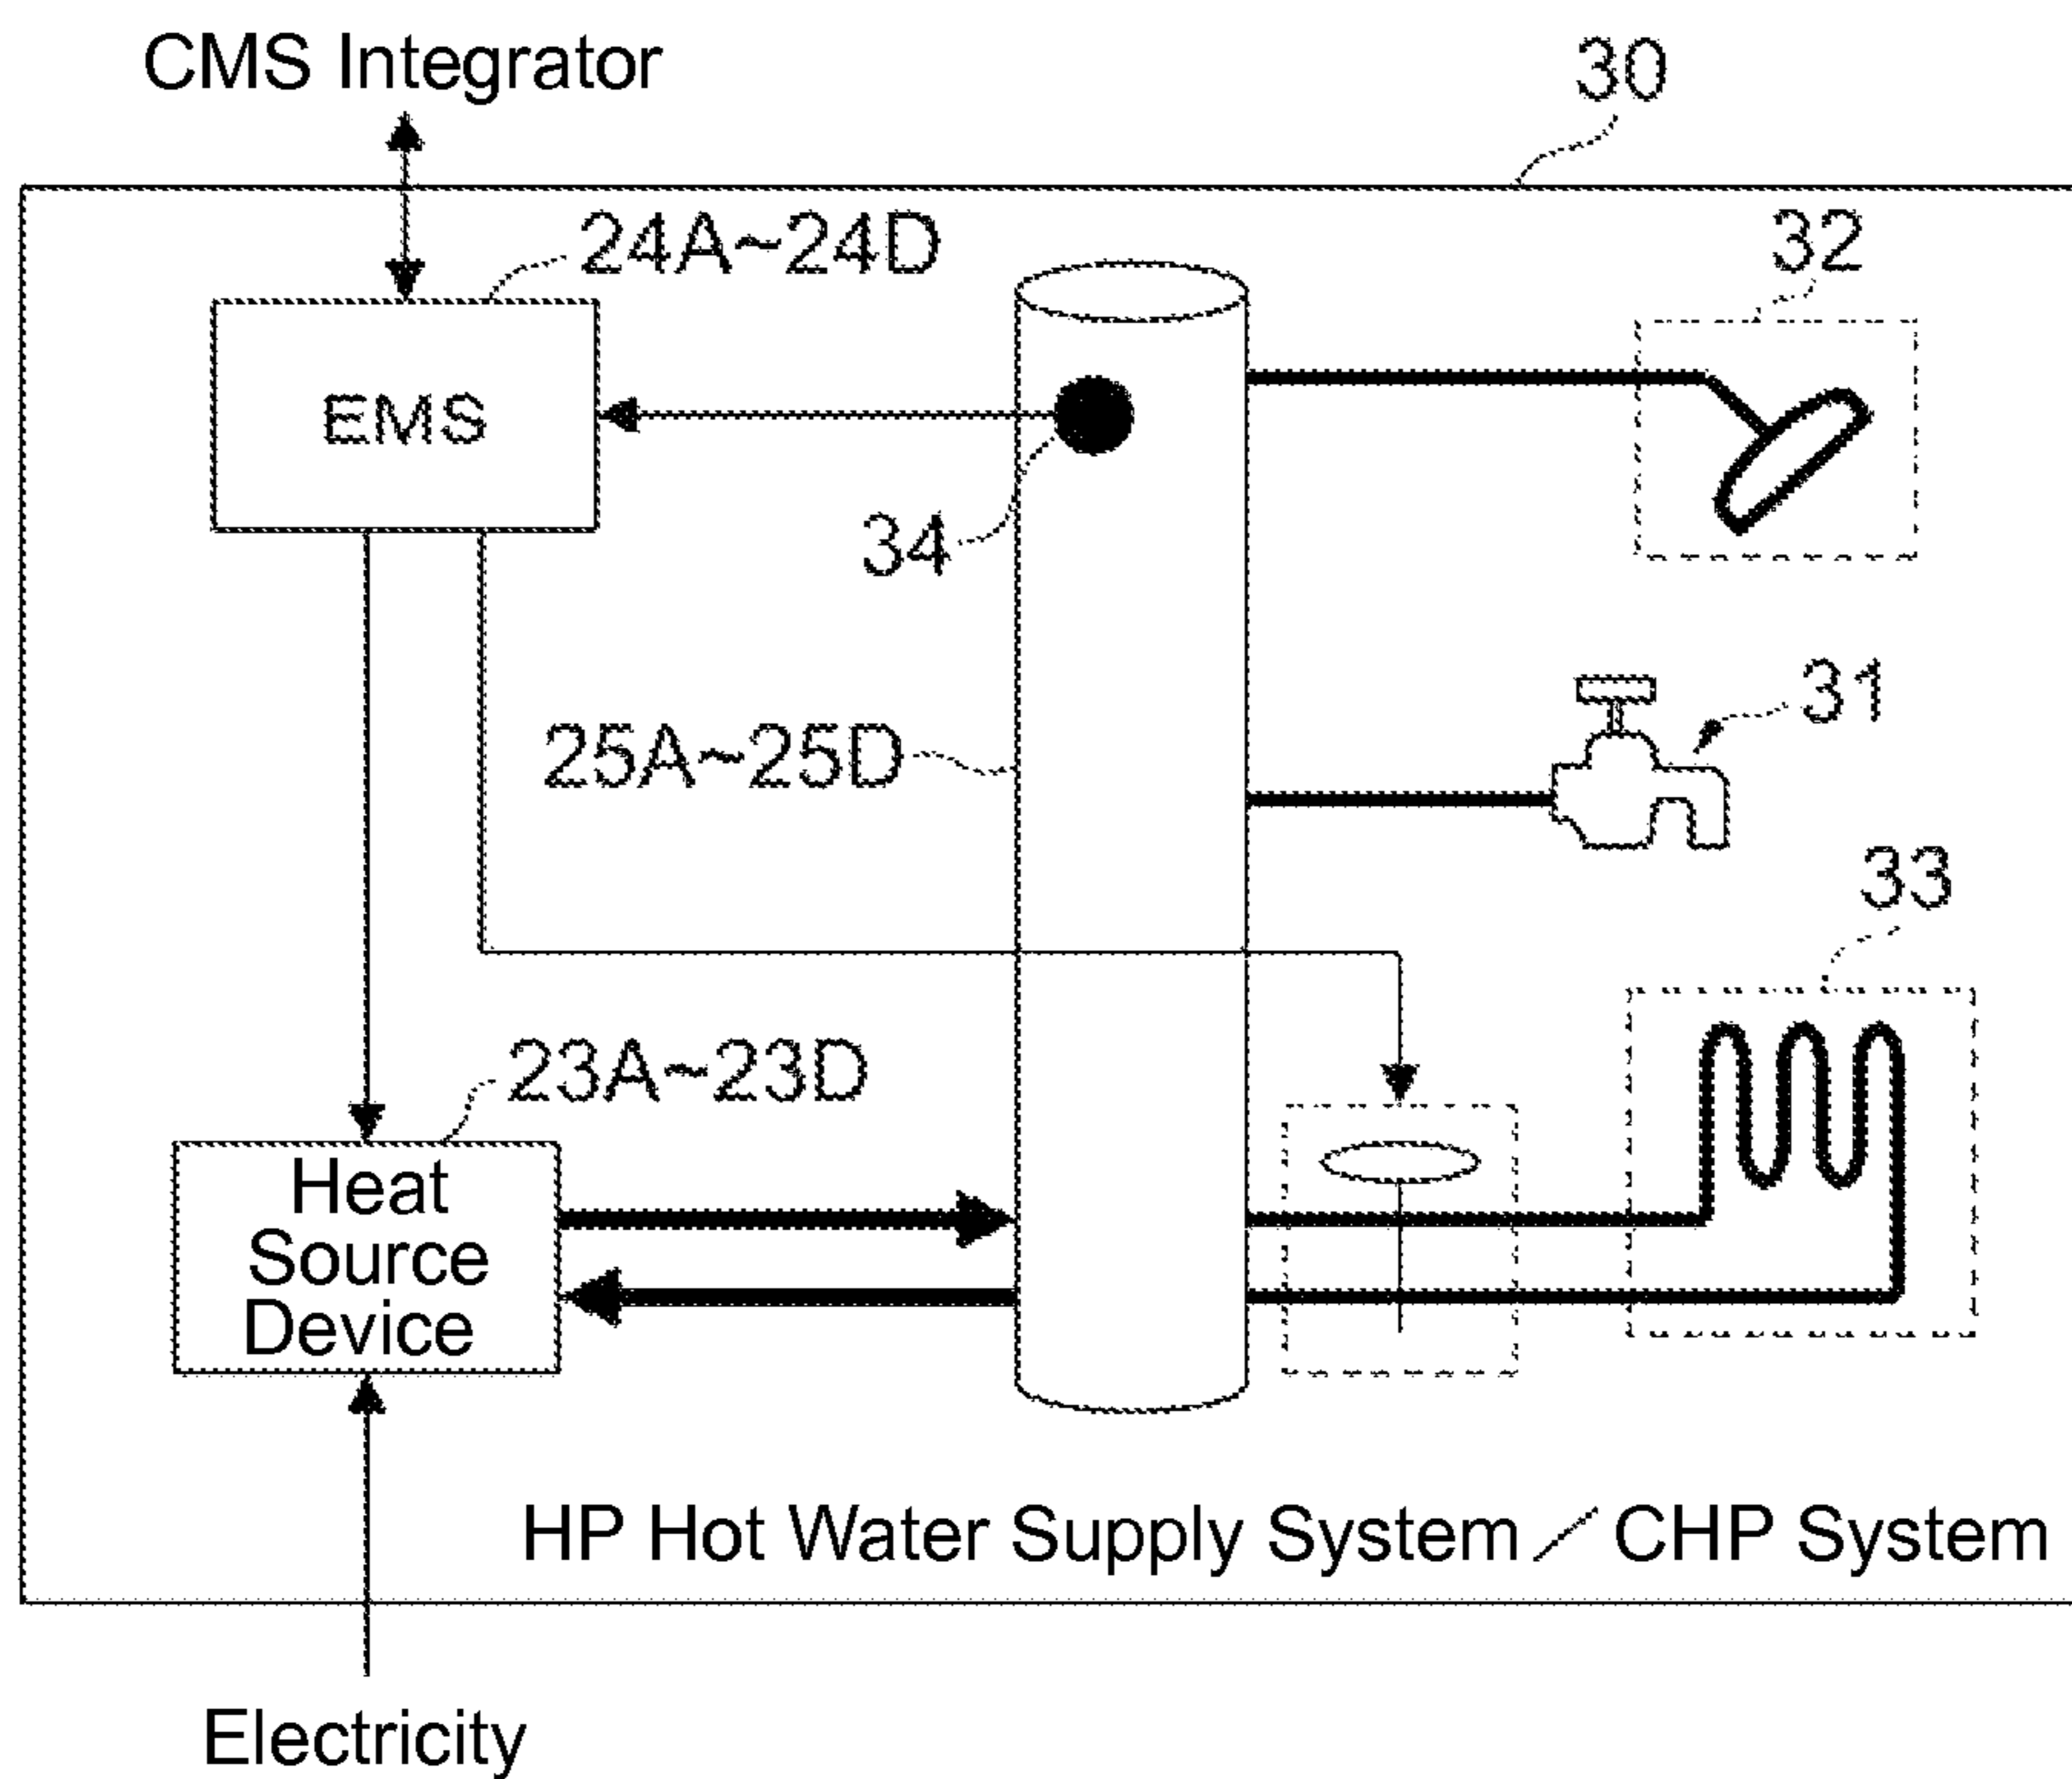 CMS Integrator
30
24A~24D
32
EMS
34
31
25A~25D
33
23A~23D
Heat
Source
Device
HP Hot Water Supply System／CHP System
Electricity